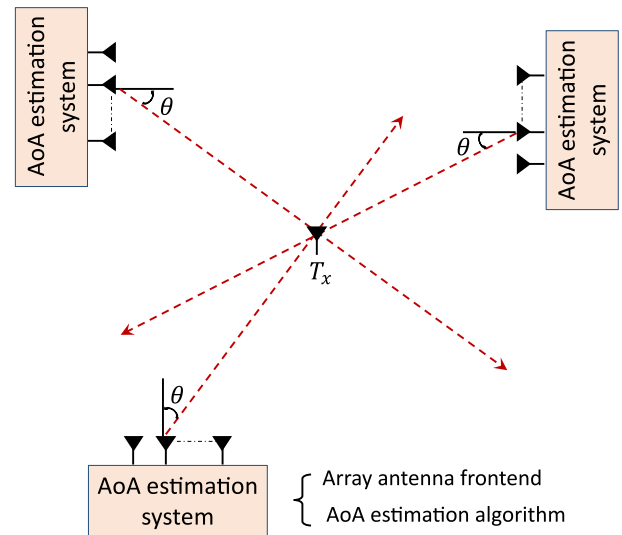 AoA estimation
system
θ
AoA estimation
system
θ
Tₓ
θ
AoA estimation
system
Array antenna frontend
AoA estimation algorithm